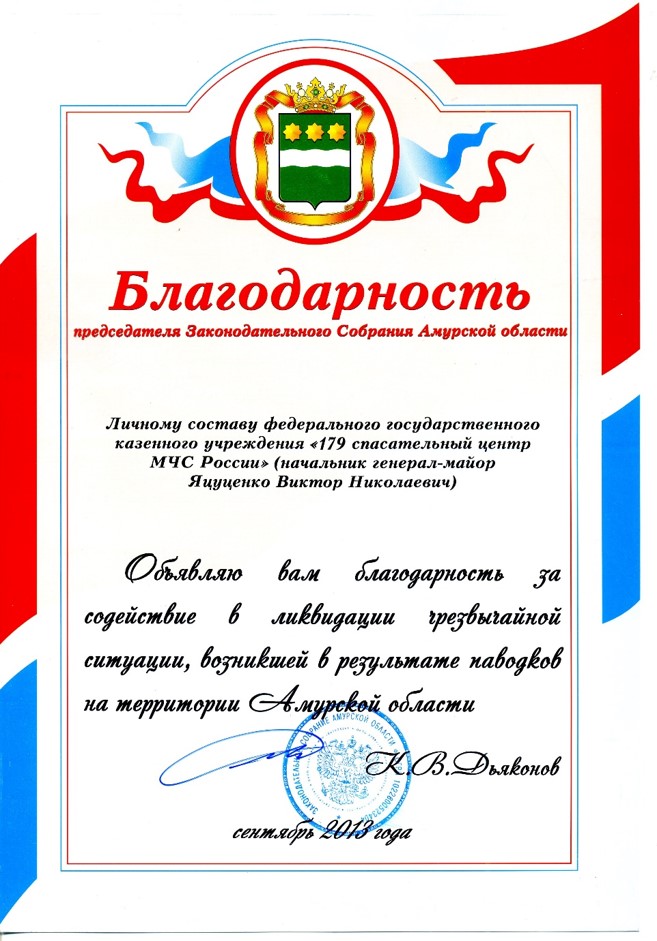 Благодарность
председателя Законодательного Собрания Амурской области
Личному составу федерального государственного
казенного учреждения «179 спасательный центр
МЧС России» (начальник генерал-майор
Яцуценко Виктор Николаевич)
Объявляю вам благодарность за
содействие в ликвидации чрезвычайной
ситуации, возникшей в результате паводков
на территории Амурской области
ЗАКОНОДАТЕЛЬНОЕ СОБРАНИЕ АМУРСКОЙ ОБЛАСТИ
К.В.Дьяконов
сентябрь 2013 года